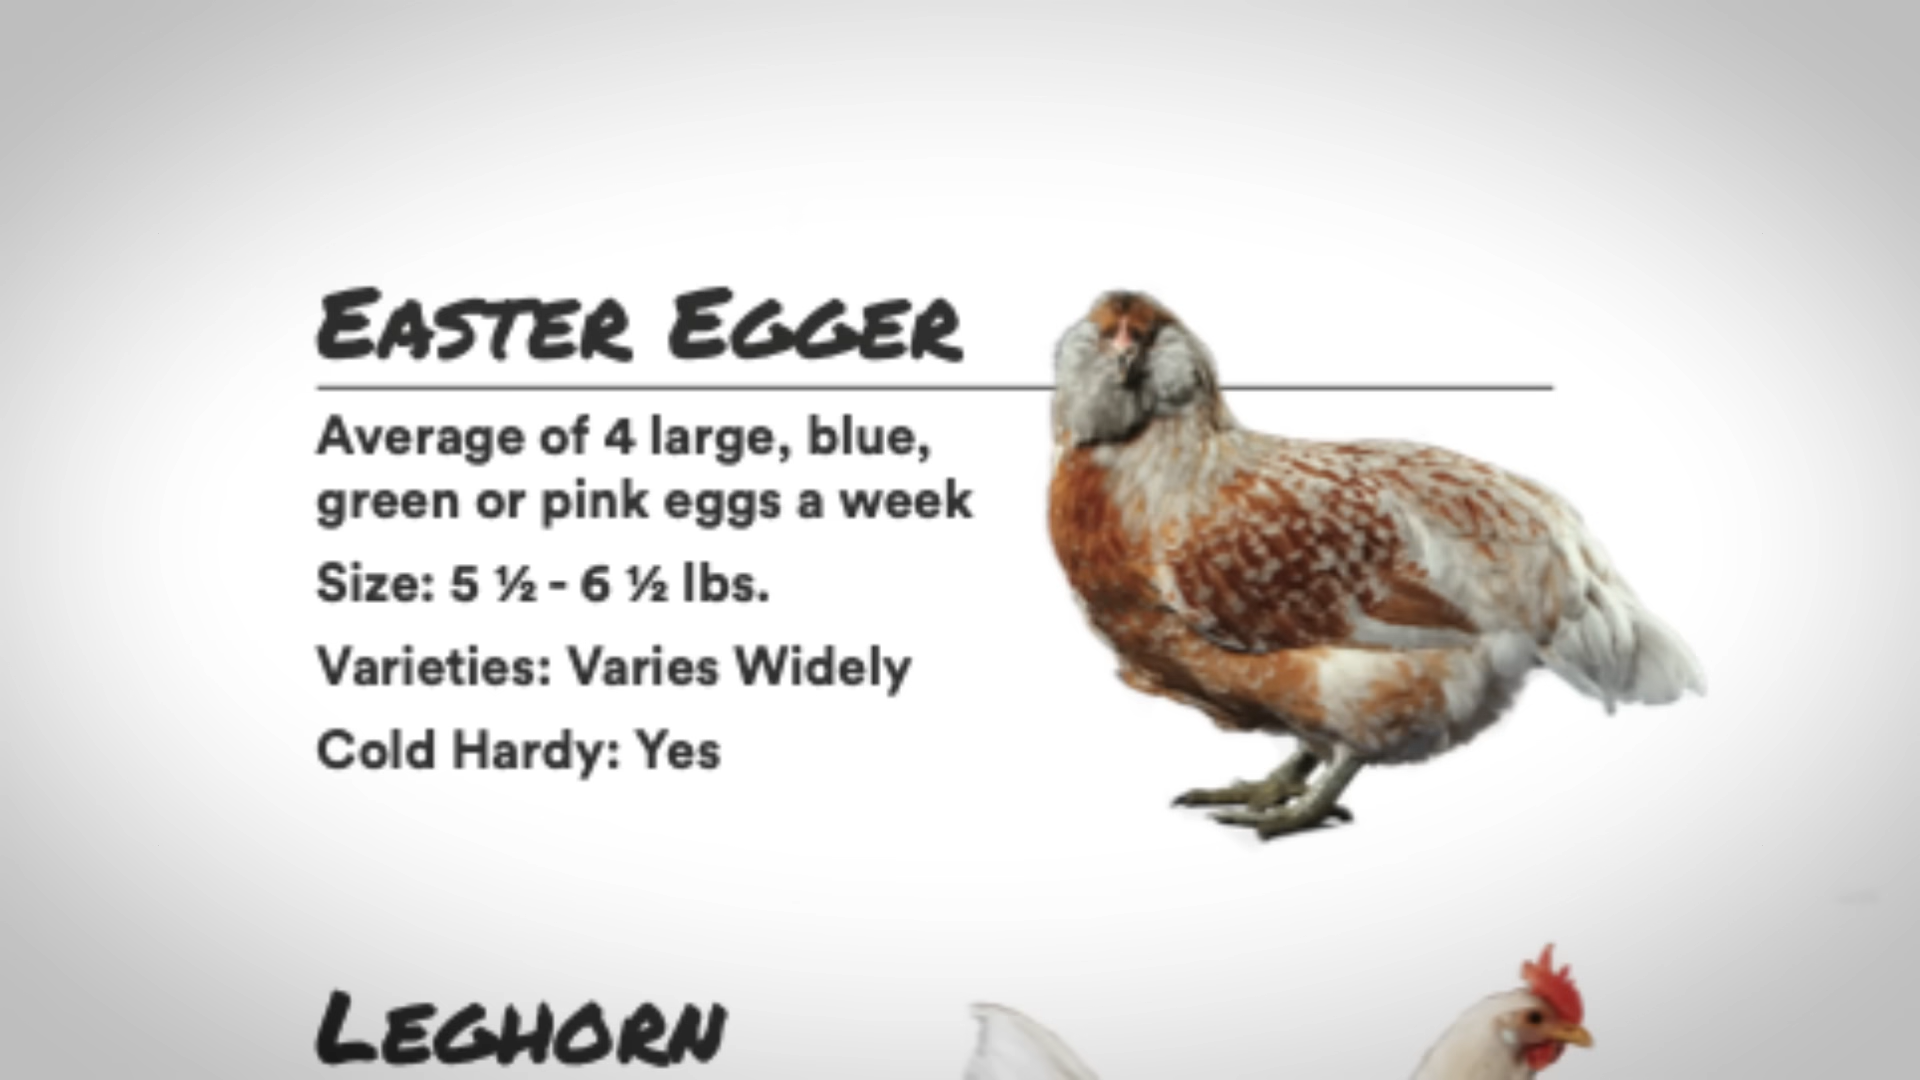 EASTER EGGER
Average of 4 large, blue,
green or pink eggs a week
Size: 5 ½ - 6 ½ lbs.
Varieties: Varies Widely
Cold Hardy: Yes
LEGHORN